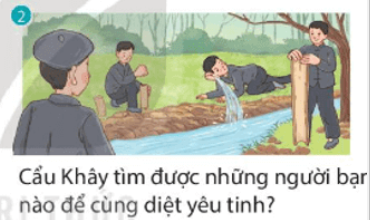 2
Cẩu Khây tìm được những người bạn
nào để cùng diệt yêu tinh?